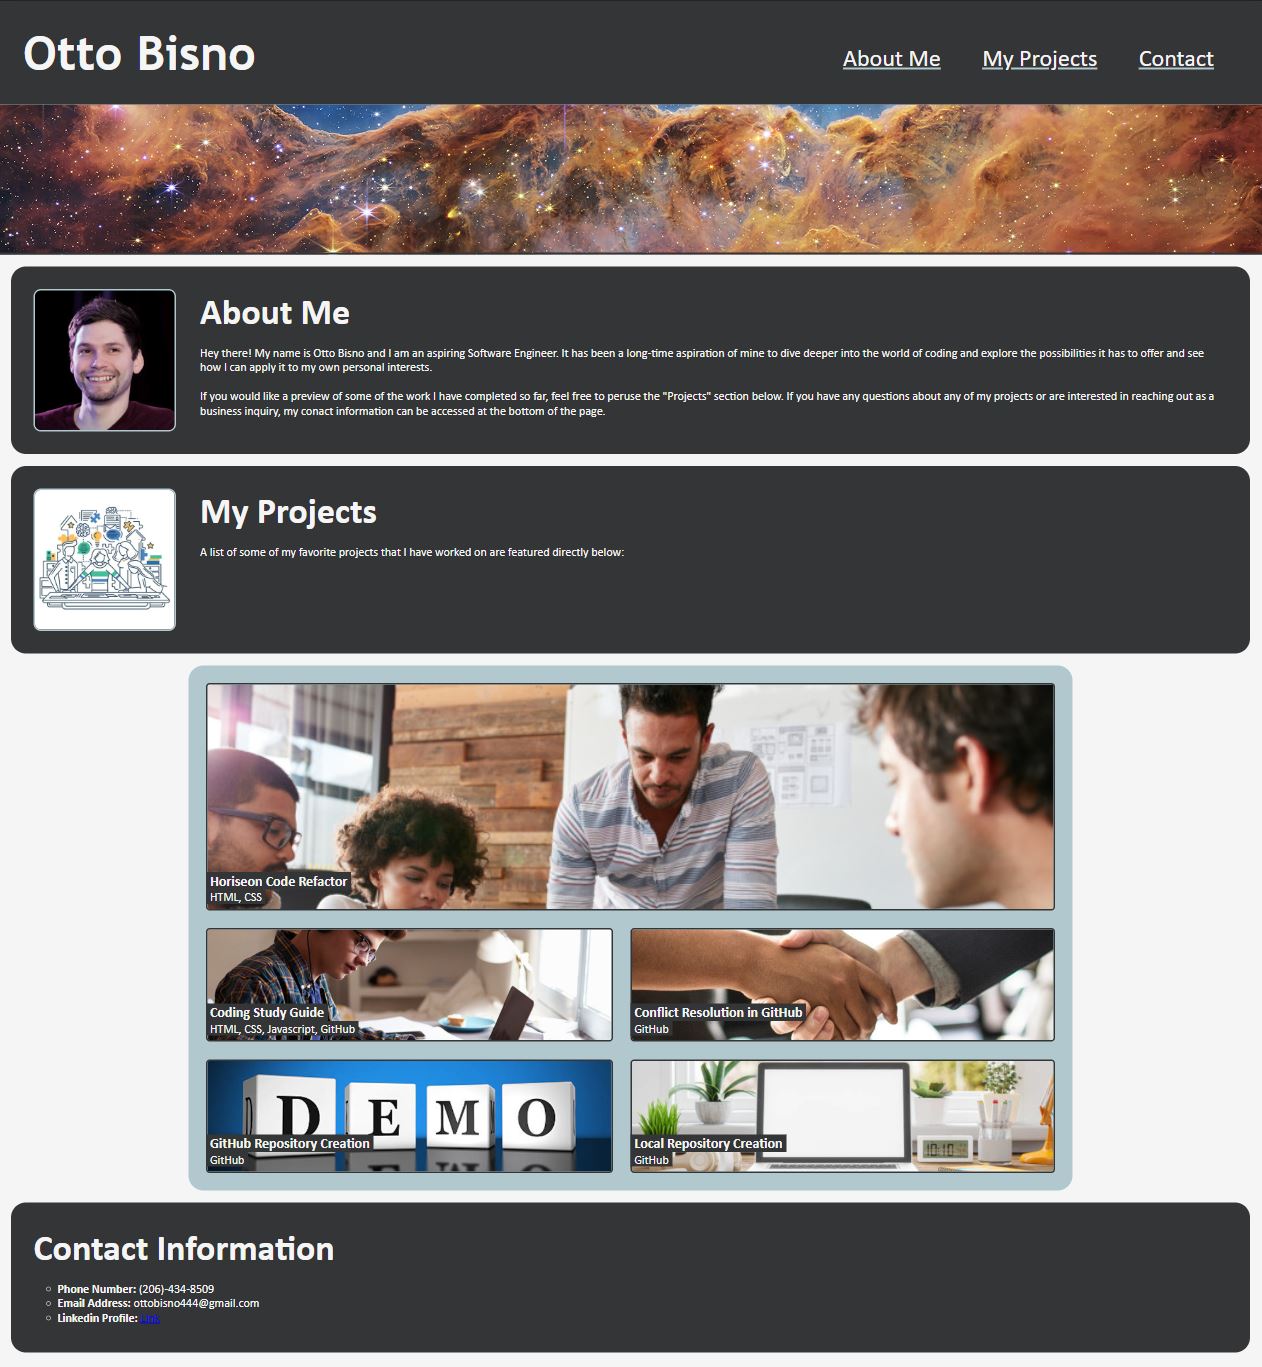 Otto Bisno
About Me
My Projects
Contact
About Me
Hey there! My name is Otto Bisno and I am an aspiring Software Engineer. It has been a long-time aspiration of mine to dive deeper into the world of coding and explore the possibilities it has to offer and see
how I can apply it to my own personal interests.
If you would like a preview of some of the work I have completed so far, feel free to peruse the "Projects" section below. If you have any questions about any of my projects or are interested in reaching out as a
business inquiry, my conact information can be accessed at the bottom of the page.
My Projects
A list of some of my favorite projects that I have worked on are featured directly below:
Horiseon Code Refactor
HTML, CSS
Coding Study Guide
HTML, CSS, Javascript, GitHub
Conflict Resolution in GitHub
GitHub
DEMO
GitHub Repository Creation
GitHub
10:10
Local Repository Creation
GitHub
Contact Information
Phone Number: (206)-434-8509
Email Address: ottobisno444@gmail.com
Linkedin Profile: Link